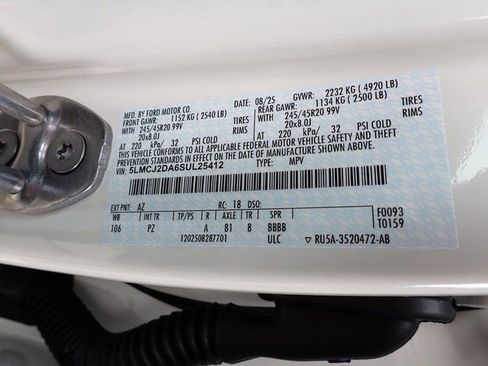 MFD. BY FORD MOTOR CO. DATE: 08/25 GVWR: 2232 KG ( 4920 LB)
FRONT GAWR: 1152 KG ( 2540 LB) REAR GAWR: 1134 KG ( 2500 LB)
WITH 245/45R20 99V TIRES WITH 245/45R20 99V TIRES
20x8.0J RIMS 20x8.0J RIMS
AT 220 kPa/ 32 PSI COLD AT 220 kPa/ 32 PSI COLD
THIS VEHICLE CONFORMS TO ALL APPLICABLE FEDERAL MOTOR VEHICLE SAFETY AND THEFT
PREVENTION STANDARDS IN EFFECT ON THE DATE OF MANUFACTURE SHOWN ABOVE.
VIN: 5LMCJ2DA6SUL25412 TYPE: MPV
EXT PNT: AZ RC: 18 DSO:
WB INT TR TP/PS R AXLE TR SPR F0093
106 PZ A 81 8 BBBB T0159
1202508287701 ULC RU5A-3520472-AB